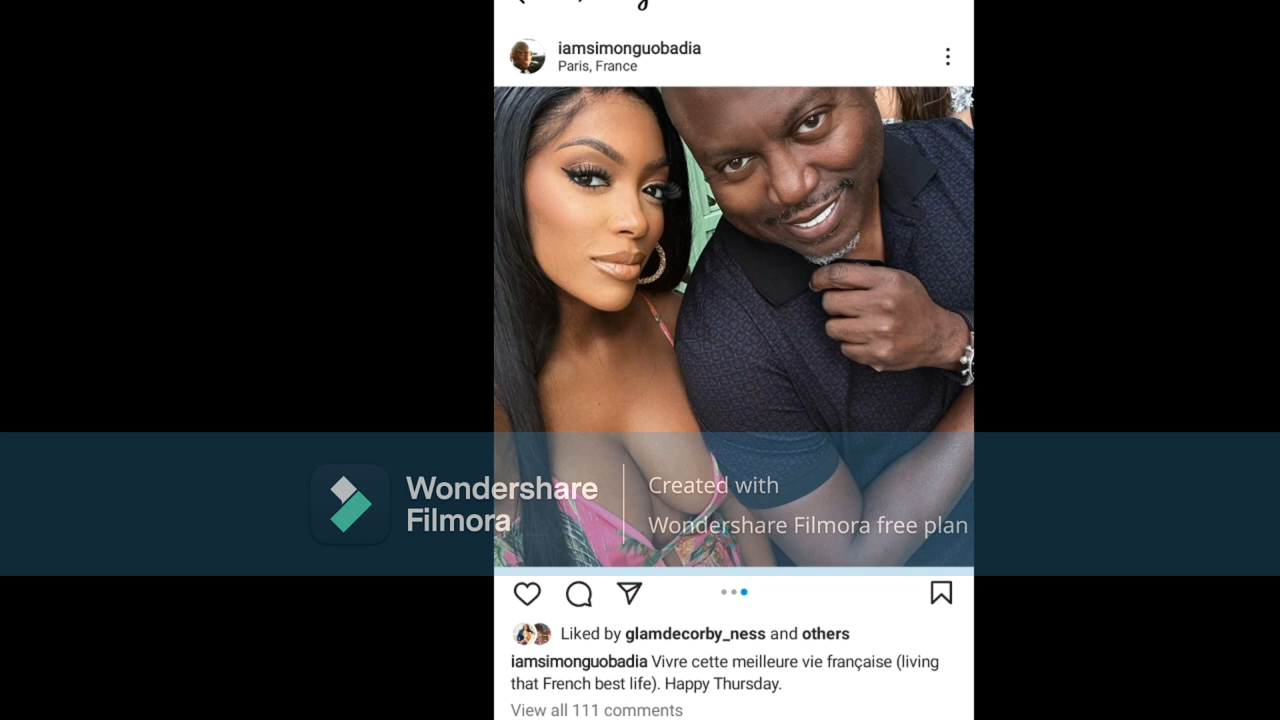 iamsimonguobadia
Paris, France
Wondershare
Filmora
Created with
Wondershare Filmora free plan
Liked by glamdecorby_ness and others
iamsimonguobadia Vivre cette meilleure vie française (living
that French best life). Happy Thursday.
View all 111 comments